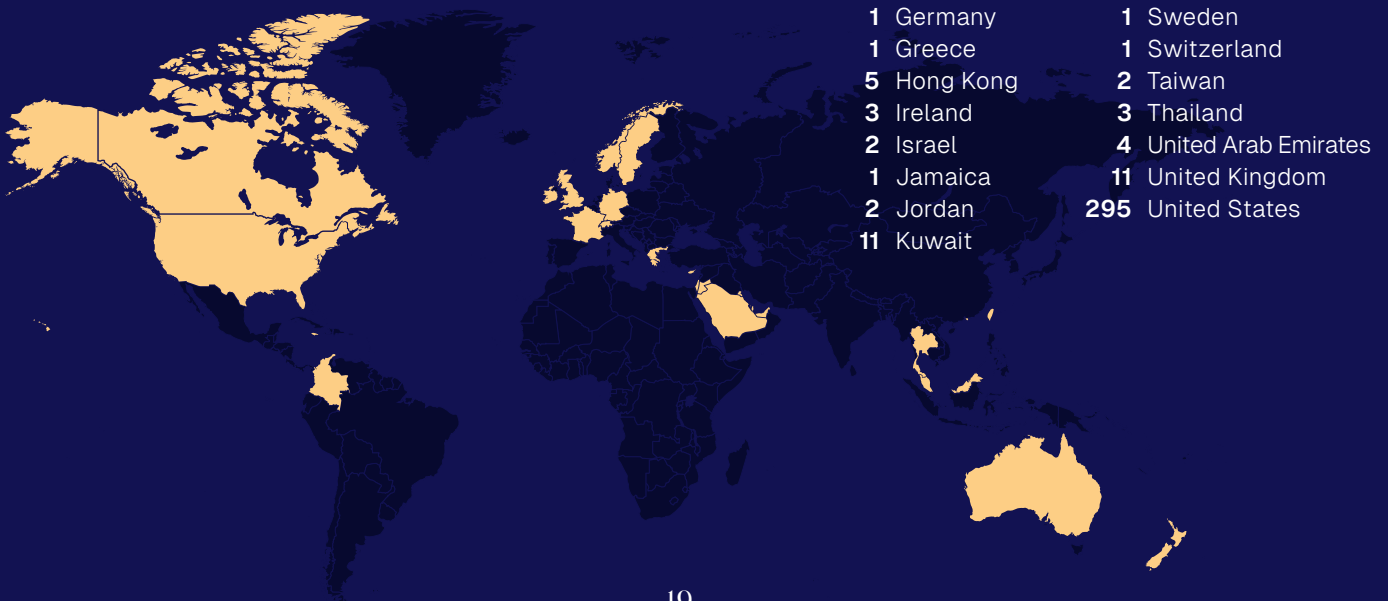 1 Germany
1 Greece
5 Hong Kong
3 Ireland
2 Israel
1 Jamaica
2 Jordan
11 Kuwait
1 Sweden
1 Switzerland
2 Taiwan
3 Thailand
4 United Arab Emirates
11 United Kingdom
295 United States
19